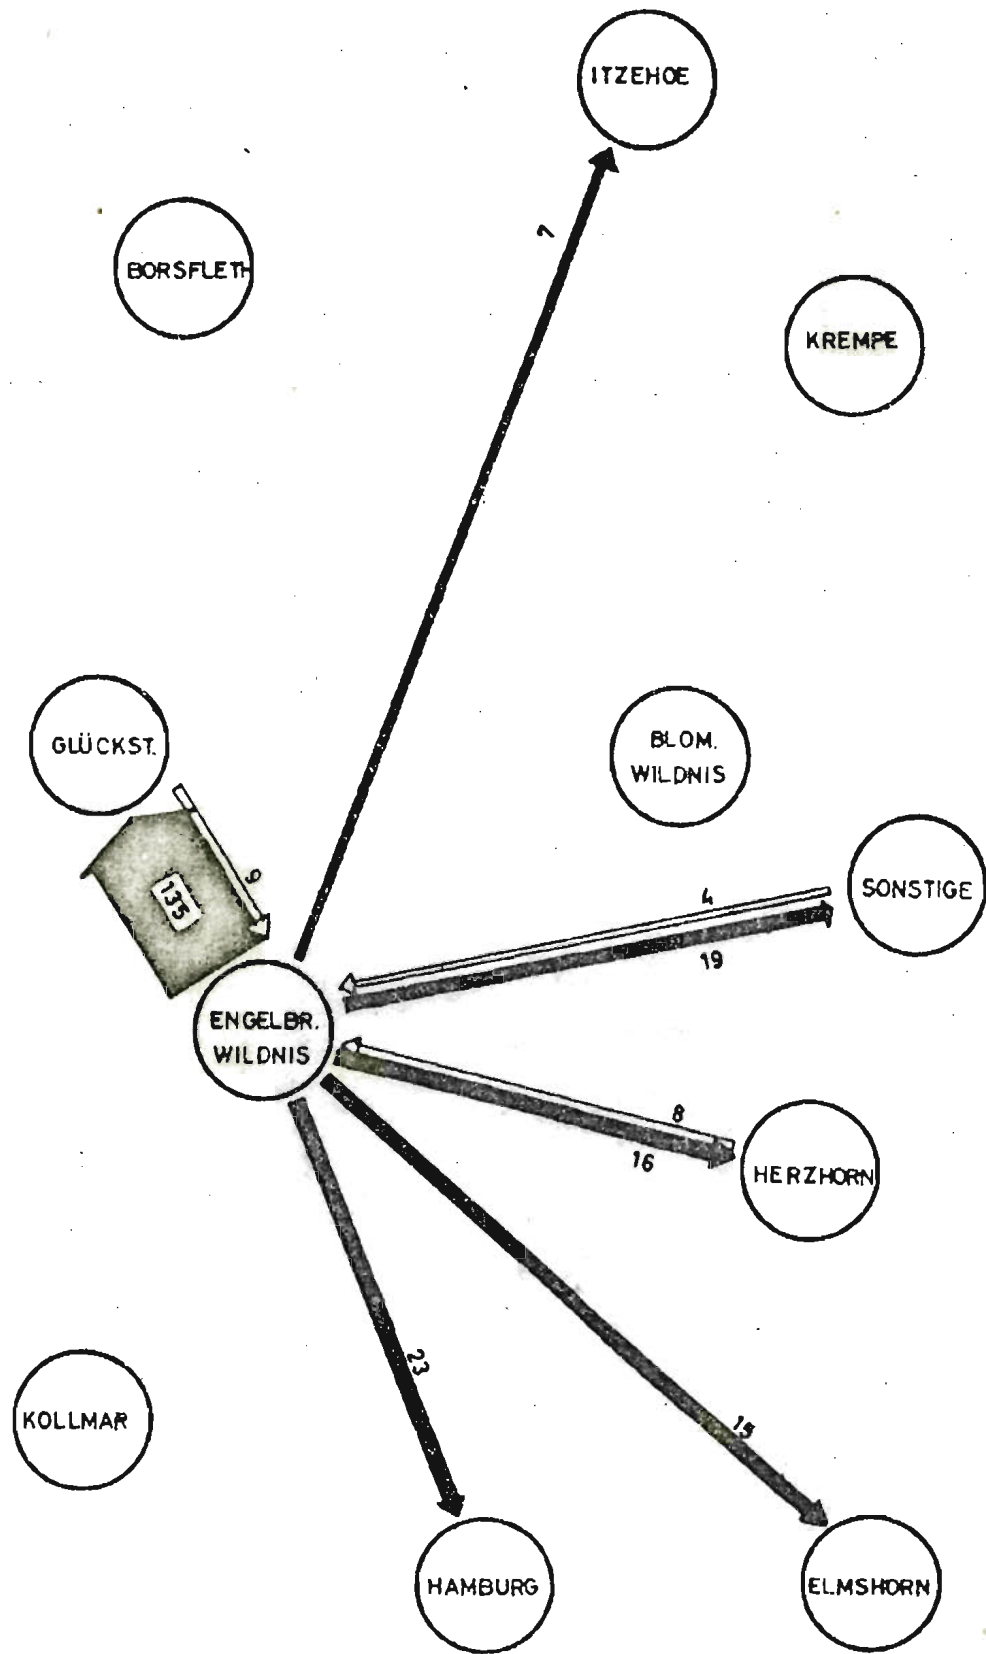 ITZEHOE
7
BORSFLETH
KREMPE
GLÜCKST.
BLOM.
WILDNIS
135
9
4
SONSTIGE
19
ENGELBR.
WILDNIS
8
16
HERZHORN
23
15
KOLLMAR
HAMBURG
ELMSHORN